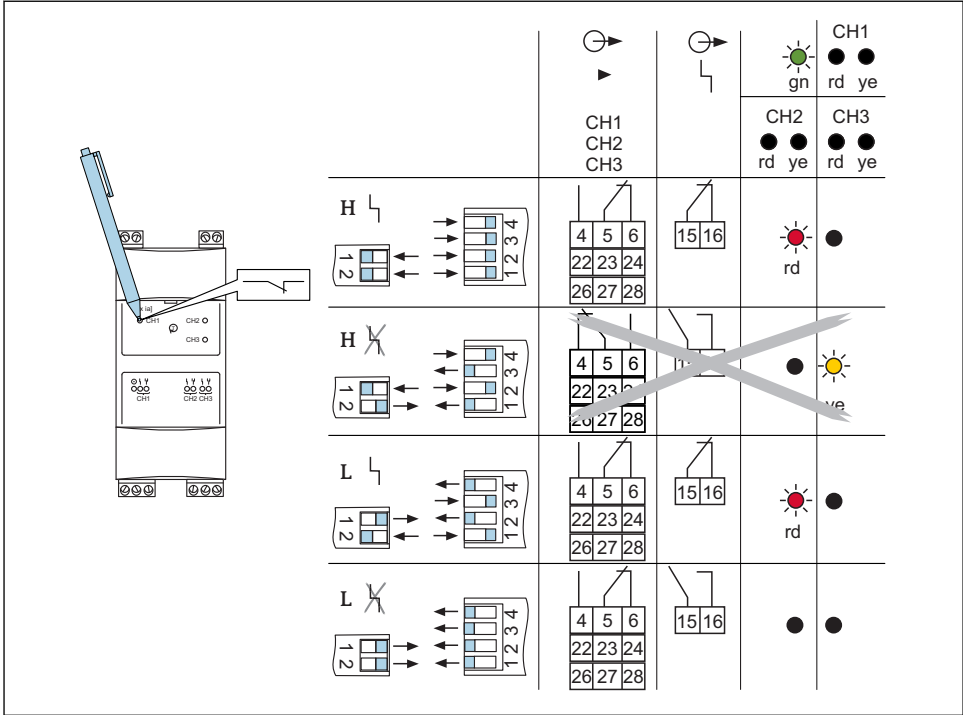 CH1
gn rd ye
CH1
CH2
CH3
CH2 CH3
rd ye rd ye
x ia]
CH1 CH2
CH3
CH1 CH2 CH3
H
1
2
1 2 3 4
4 5 6
22 23 24
26 27 28
15 16
rd
H
1
2
1 2 3 4
4 5 6
22 23
26 27 28
ye
L
1
2
1 2 3 4
4 5 6
22 23 24
26 27 28
15 16
rd
L
1
2
1 2 3 4
4 5 6
22 23 24
26 27 28
15 16